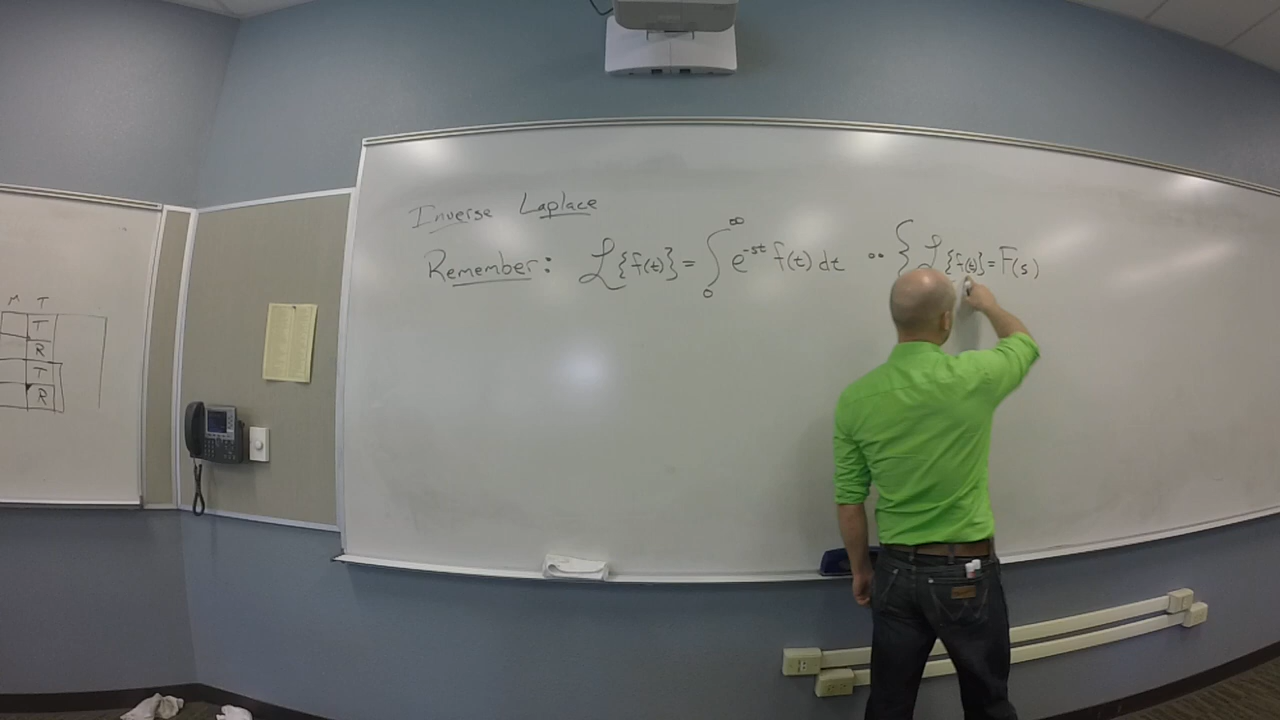 Inverse Laplace
Remember: ℒ{f(t)} = ∫₀^∞ e^{-st} f(t) dt •• { ℒ{f(t)} = F(s)
M T
T
R
T
R